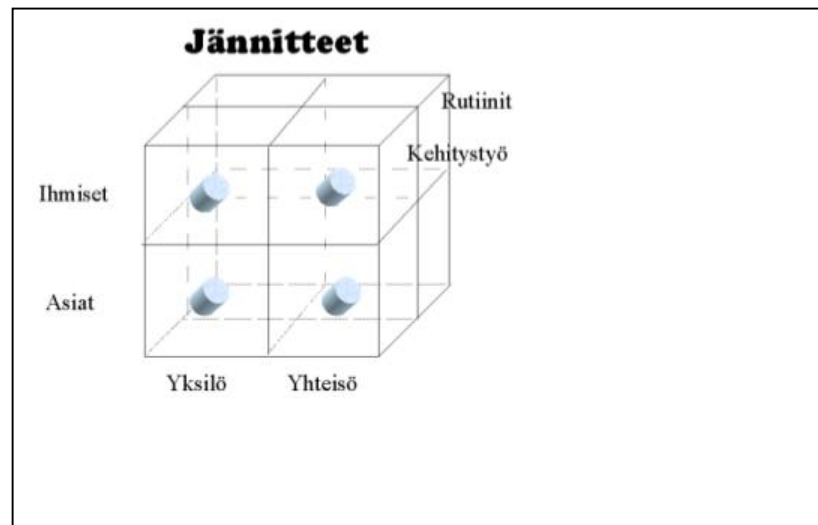 Jännitteet
Rutiinit
Kehitystyö
Ihmiset
Asiat
Yksilö
Yhteisö